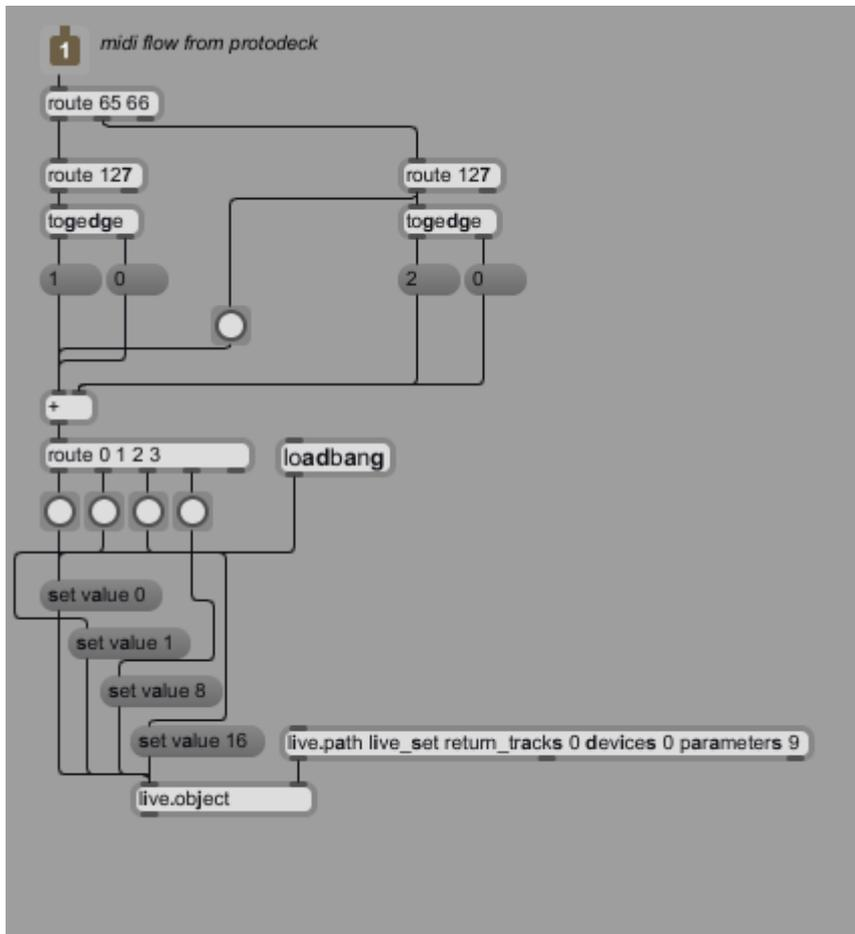 1 midi flow from protodeck
route 65 66
route 127 route 127
togedge togedge
1 0 2 0
+
route 0 1 2 3 loadbang
set value 0
set value 1
set value 8
set value 16 live.path live_set return_tracks 0 devices 0 parameters 9
live.object